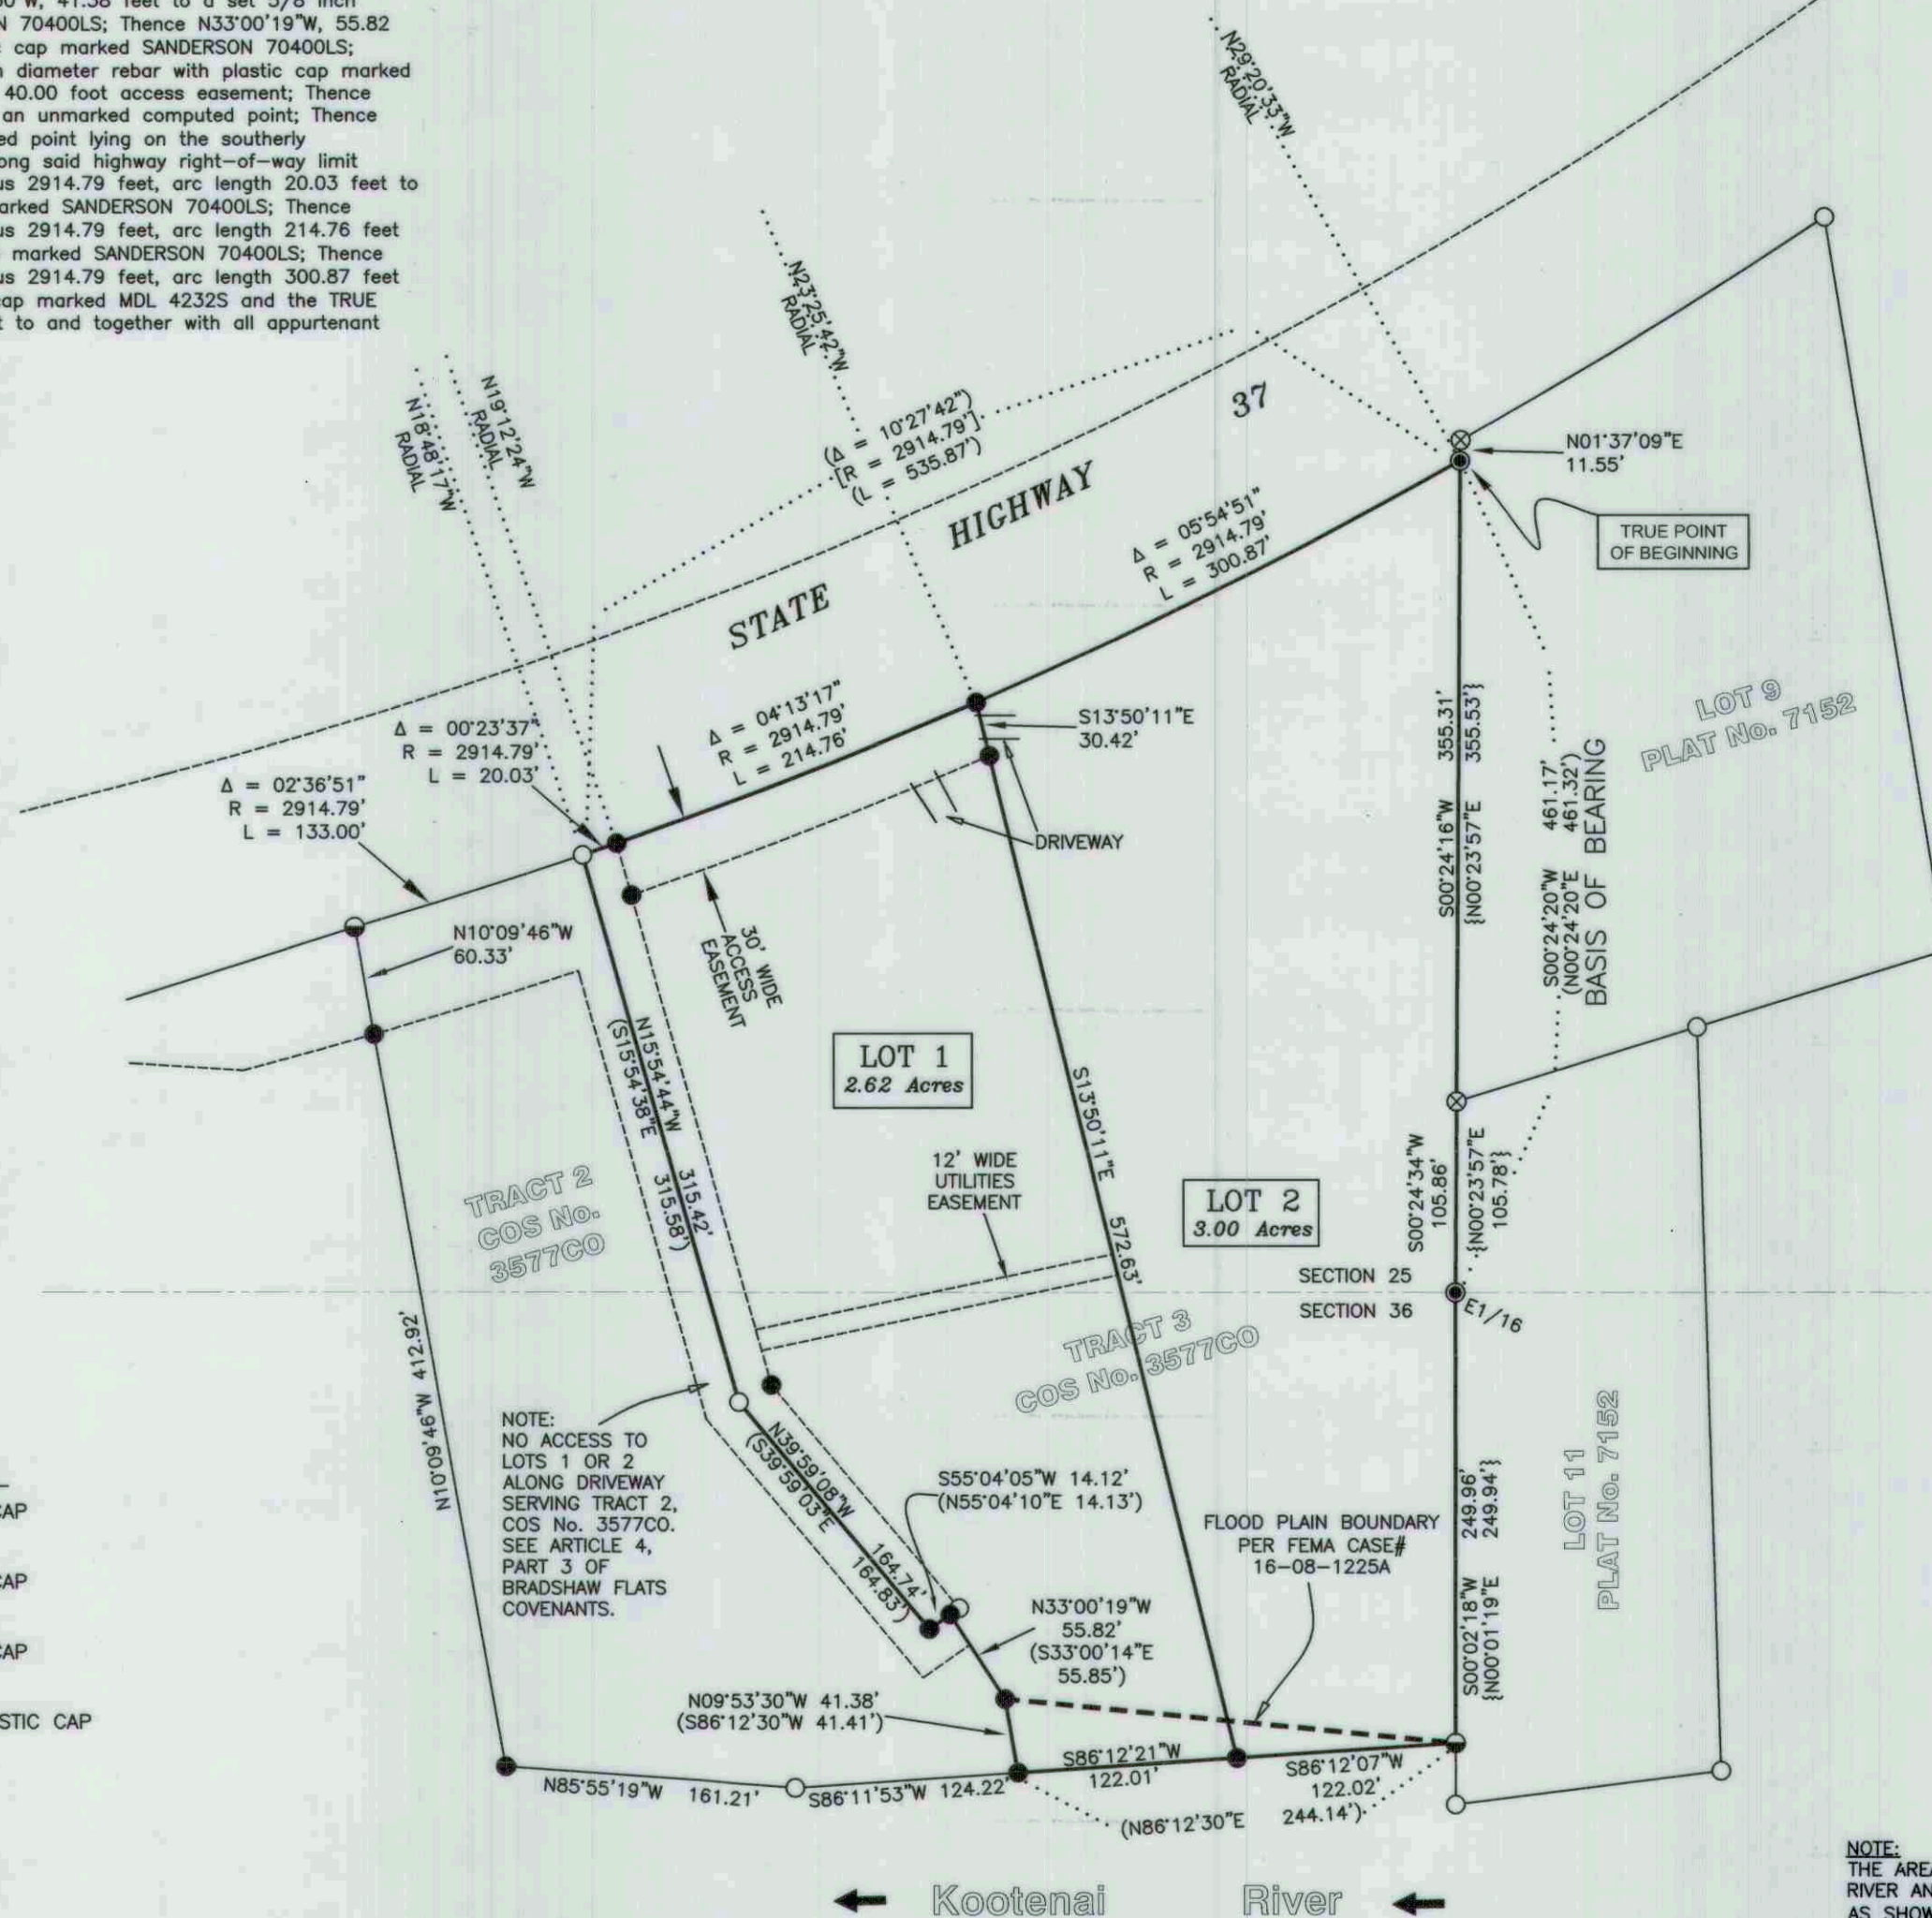 41.38 feet to a set 5/8 inch
70400LS; Thence N33°00'19"W, 55.82
cap marked SANDERSON 70400LS;
diameter rebar with plastic cap marked
40.00 foot access easement; Thence
an unmarked computed point; Thence
point lying on the southerly
said highway right-of-way limit
2914.79 feet, arc length 20.03 feet to
SANDERSON 70400LS; Thence
2914.79 feet, arc length 214.76 feet
marked SANDERSON 70400LS; Thence
2914.79 feet, arc length 300.87 feet
cap marked MDL 4232S and the TRUE
to and together with all appurtenant
N29°20'33"W
RADIAL
N23°25'42"W
RADIAL
N19°12'24"W
RADIAL
N18°48'17"W
RADIAL
(Δ = 10°27'42")
[R = 2914.79']
(L = 535.87')
STATE HIGHWAY 37
N01°37'09"E
11.55'
TRUE POINT
OF BEGINNING
Δ = 05°54'51"
R = 2914.79'
L = 300.87'
Δ = 04°13'17"
R = 2914.79'
L = 214.76'
Δ = 00°23'37"
R = 2914.79'
L = 20.03'
Δ = 02°36'51"
R = 2914.79'
L = 133.00'
S13°50'11"E
30.42'
DRIVEWAY
N10°09'46"W
60.33'
30' WIDE
ACCESS
EASEMENT
S00°24'16"W 355.31'
{N00°23'57"E 355.53'}
S00°24'20"W 461.17'
(N00°24'20"E 461.32')
BASIS OF BEARING
LOT 9
PLAT No. 7152
LOT 1
2.62 Acres
N15°54'44"W 315.42'
(S15°54'38"E 315.58')
S13°50'11"E 572.63'
TRACT 2
COS No.
3577CO
12' WIDE
UTILITIES
EASEMENT
LOT 2
3.00 Acres
S00°24'34"W
105.86'
{N00°23'57"E
105.78'}
SECTION 25
SECTION 36
E1/16
TRACT 3
COS No. 3577CO
N10°09'46"W 412.92'
NOTE:
NO ACCESS TO
LOTS 1 OR 2
ALONG DRIVEWAY
SERVING TRACT 2,
COS No. 3577CO.
SEE ARTICLE 4,
PART 3 OF
BRADSHAW FLATS
COVENANTS.
N39°59'08"W 164.74'
(S39°59'03"E 164.83')
S55°04'05"W 14.12'
(N55°04'10"E 14.13')
FLOOD PLAIN BOUNDARY
PER FEMA CASE#
16-08-1225A
S00°02'18"W 249.96'
{N00°01'19"E 249.94'}
LOT 11
PLAT No. 7152
N33°00'19"W
55.82'
(S33°00'14"E
55.85')
N09°53'30"W 41.38'
(S86°12'30"W 41.41')
CAP
CAP
CAP
CAP
S86°12'21"W
122.01'
S86°12'07"W
122.02'
N85°55'19"W 161.21'
S86°11'53"W 124.22'
(N86°12'30"E 244.14')
Kootenai River
NOTE:
THE
RIVER
AS